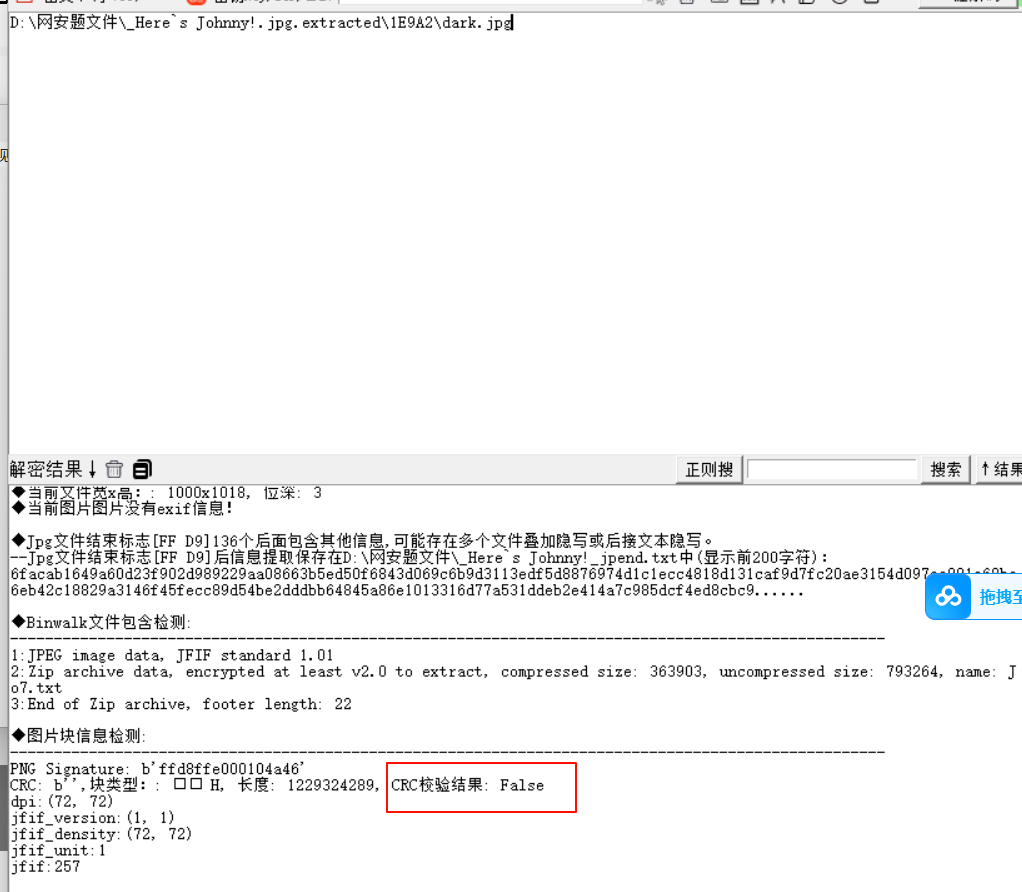 D:\网安题文件\_Here`s Johnny!.jpg.extracted\1E9A2\dark.jpg
解密结果↓ 正则搜 搜索 ↑结果
◆当前文件宽x高：: 1000x1018, 位深: 3
◆当前图片图片没有exif信息!
◆Jpg文件结束标志[FF D9]136个后面包含其他信息,可能存在多个文件叠加隐写或后接文本隐写。
--Jpg文件结束标志[FF D9]后信息提取保存在D:\网安题文件\_Here`s Johnny!_jpend.txt中(显示前200字符):
6facab1649a60d23f902d989229aa08663b5ed50f6843d069c6b9d3113edf5d8876974d1c1ecc4818d131caf9d7fc20ae3154d097
拖拽至
6eb42c18829a3146f45fecc89d54be2dddbb64845a86e1013316d77a531ddeb2e414a7c985dcf4ed8cbc9......
◆Binwalk文件包含检测:
--------------------------------------------------------------------------------
1:JPEG image data, JFIF standard 1.01
2:Zip archive data, encrypted at least v2.0 to extract, compressed size: 363903, uncompressed size: 793264, name: J
o7.txt
3:End of Zip archive, footer length: 22
◆图片块信息检测:
--------------------------------------------------------------------------------
PNG Signature: b'ffd8ffe000104a46'
CRC: b'',块类型：: □□ H, 长度: 1229324289, CRC校验结果: False
dpi:(72, 72)
jfif_version:(1, 1)
jfif_density:(72, 72)
jfif_unit:1
jfif:257